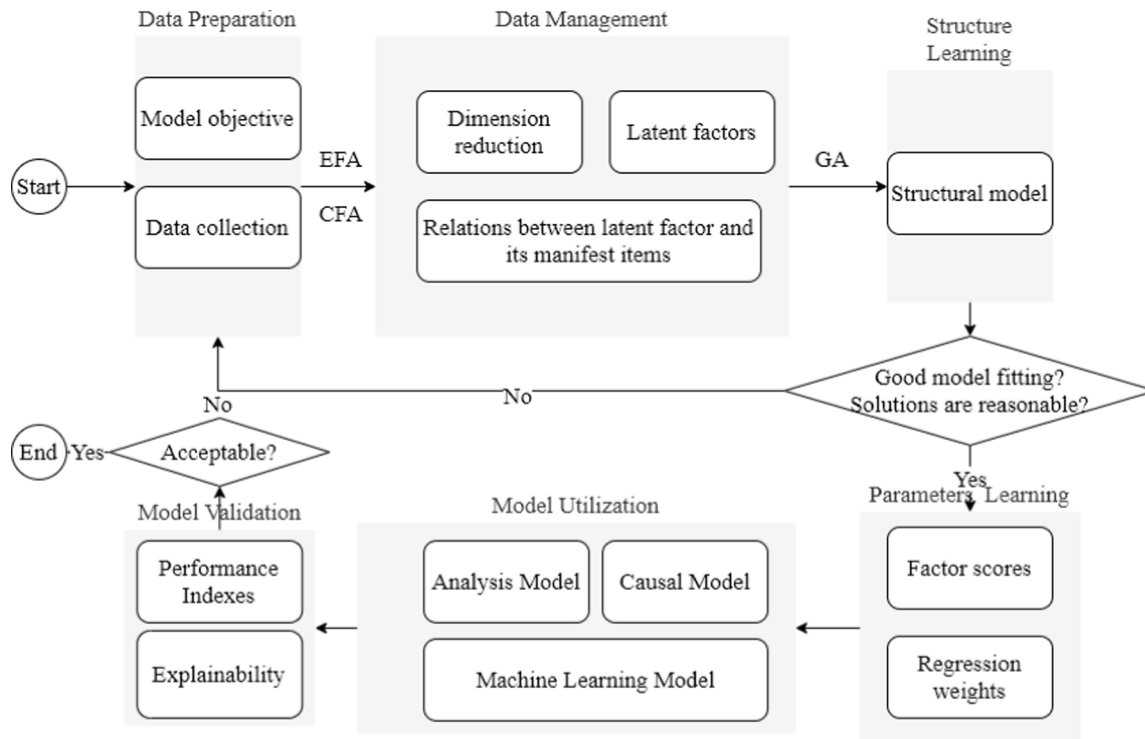 Data Preparation
Data Management
Structure
Learning
Model objective
Dimension
reduction
Latent factors
EFA
GA
Start
Structural model
CFA
Data collection
Relations between latent factor and
its manifest items
Good model fitting?
Solutions are reasonable?
No
No
End
Yes
Acceptable?
Yes
Parameters Learning
Model Validation
Model Utilization
Performance
Indexes
Analysis Model
Causal Model
Factor scores
Explainability
Machine Learning Model
Regression
weights